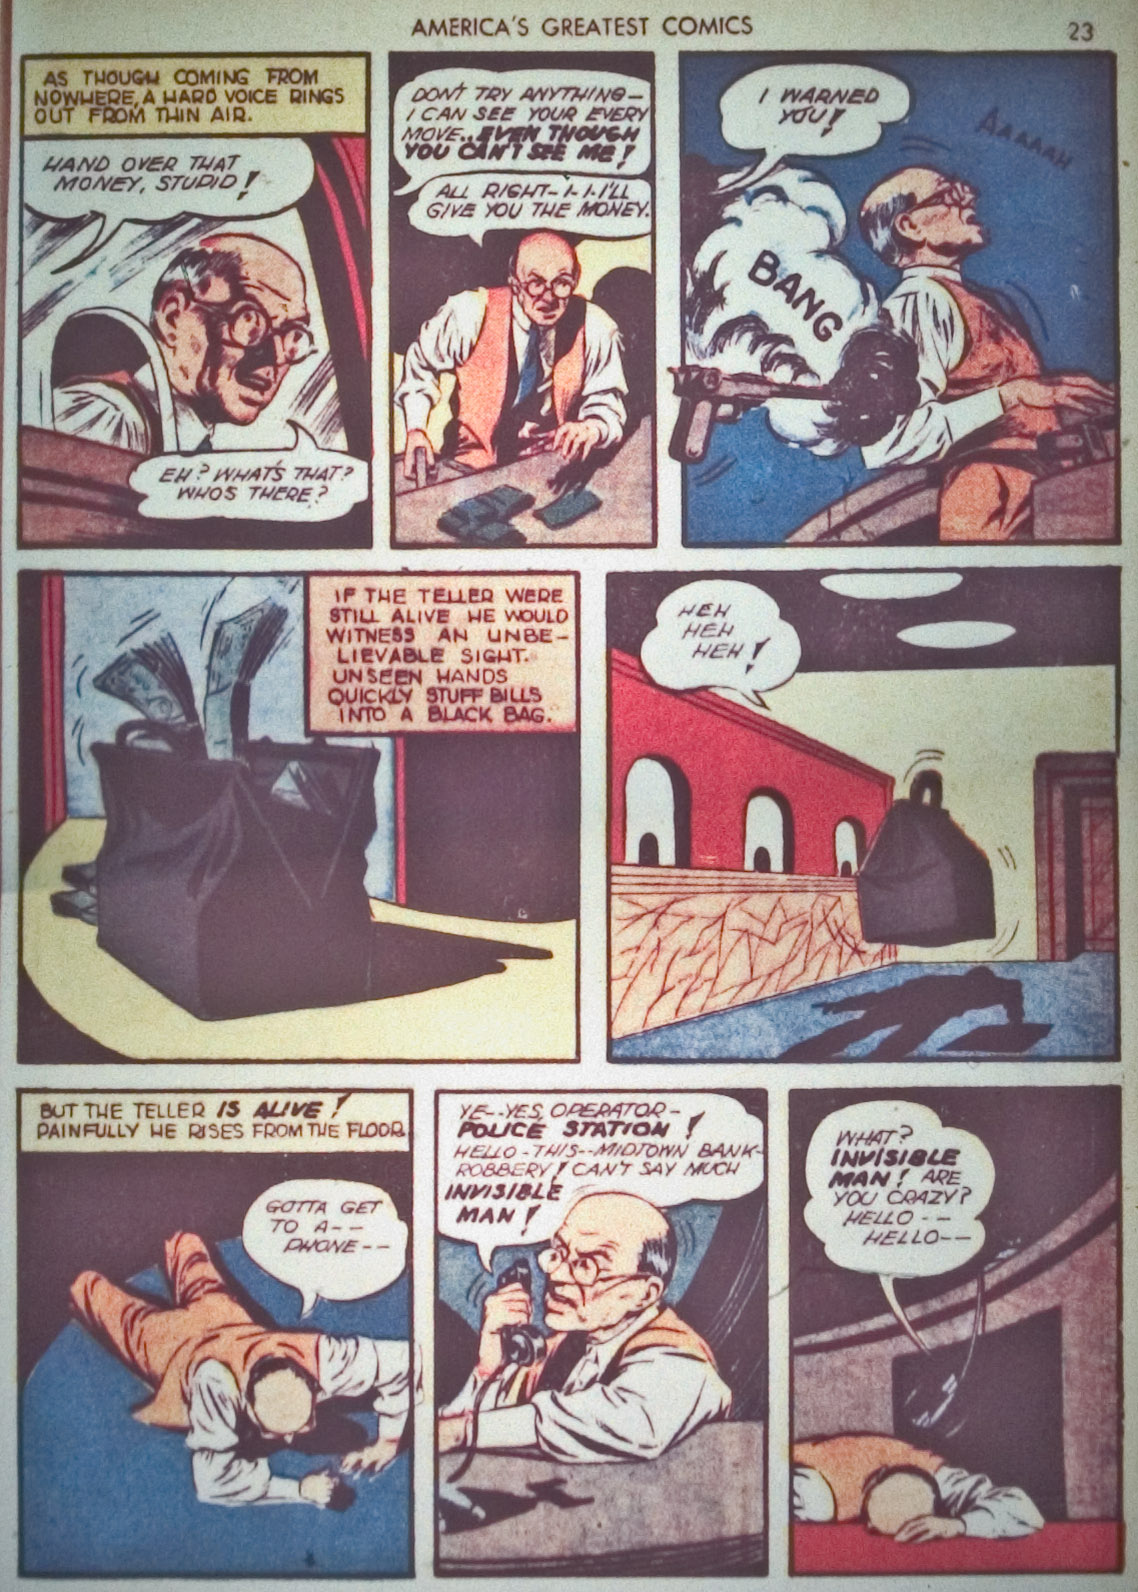 AMERICA'S GREATEST COMICS
23
AS THOUGH COMING FROM
NOWHERE, A HARD VOICE RINGS
OUT FROM THIN AIR.
HAND OVER THAT
MONEY, STUPID!
EH? WHAT'S THAT?
WHO'S THERE?
DON'T TRY ANYTHING–
I CAN SEE YOUR EVERY
MOVE.. EVEN THOUGH
YOU CAN'T SEE ME!
ALL RIGHT-I-I-I'LL
GIVE YOU THE MONEY.
I WARNED
YOU!
AAAAAH
BANG
IF THE TELLER WERE
STILL ALIVE HE WOULD
WITNESS AN UNBE–
LIEVABLE SIGHT.
UNSEEN HANDS
QUICKLY STUFF BILLS
INTO A BLACK BAG.
HEH
HEH
HEH!
BUT THE TELLER IS ALIVE!
PAINFULLY HE RISES FROM THE FLOOR.
GOTTA GET
TO A--
PHONE--
YE--YES, OPERATOR–
POLICE STATION!
HELLO-THIS--MIDTOWN BANK-
ROBBERY! CAN'T SAY MUCH
INVISIBLE
MAN!
WHAT?
INVISIBLE
MAN! ARE
YOU CRAZY?
HELLO--
HELLO--